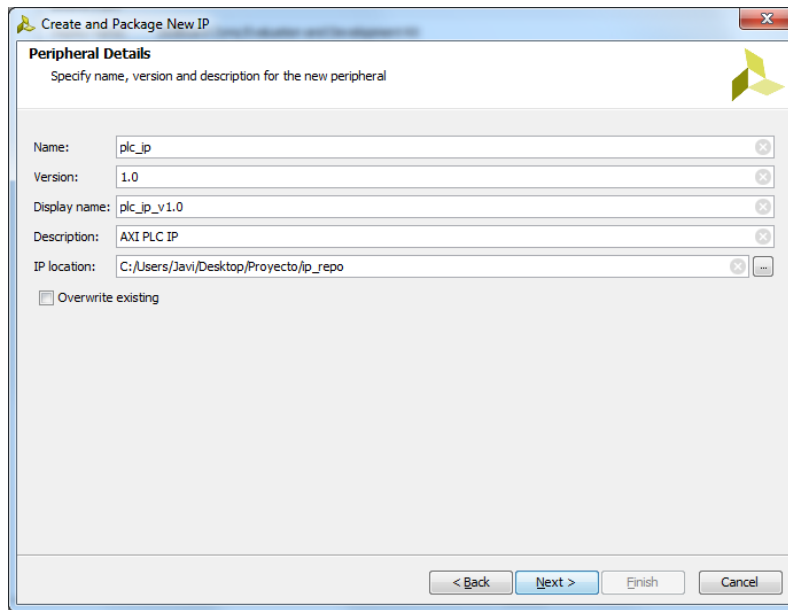 Create and Package New IP
Peripheral Details
Specify name, version and description for the new peripheral
Name: plc_ip
Version: 1.0
Display name: plc_ip_v1.0
Description: AXI PLC IP
IP location: C:/Users/Javi/Desktop/Proyecto/ip_repo ...
Overwrite existing
< Back Next > Finish Cancel